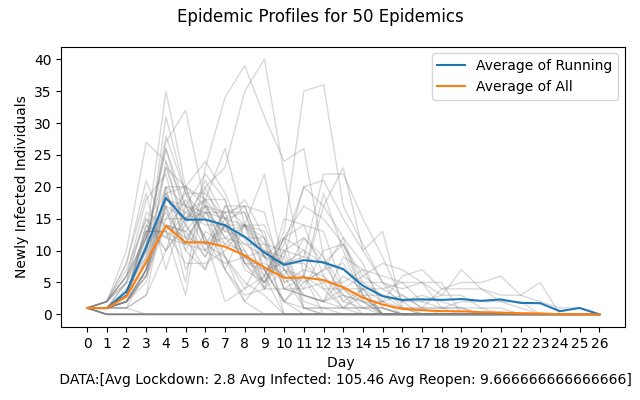 Epidemic Profiles for 50 Epidemics
Newly Infected Individuals
40
35
30
25
20
15
10
5
0
Average of Running
Average of All
0 1 2 3 4 5 6 7 8 9 10 11 12 13 14 15 16 17 18 19 20 21 22 23 24 25 26
Day
DATA:[Avg Lockdown: 2.8 Avg Infected: 105.46 Avg Reopen: 9.666666666666666]